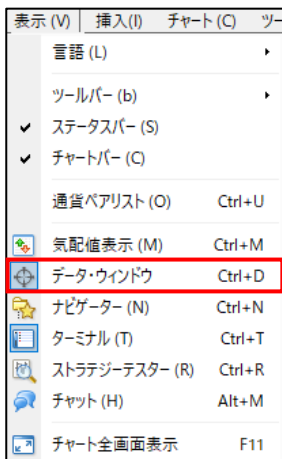 表示 (V) 挿入(I) チャート (C) ツー
言語 (L)
ツールバー (b)
ステータスバー (S)
チャートバー (C)
通貨ペアリスト (O) Ctrl+U
気配値表示 (M) Ctrl+M
データ・ウィンドウ Ctrl+D
ナビゲーター (N) Ctrl+N
ターミナル (T) Ctrl+T
ストラテジーテスター (R) Ctrl+R
チャット (H) Alt+M
チャート全画面表示 F11